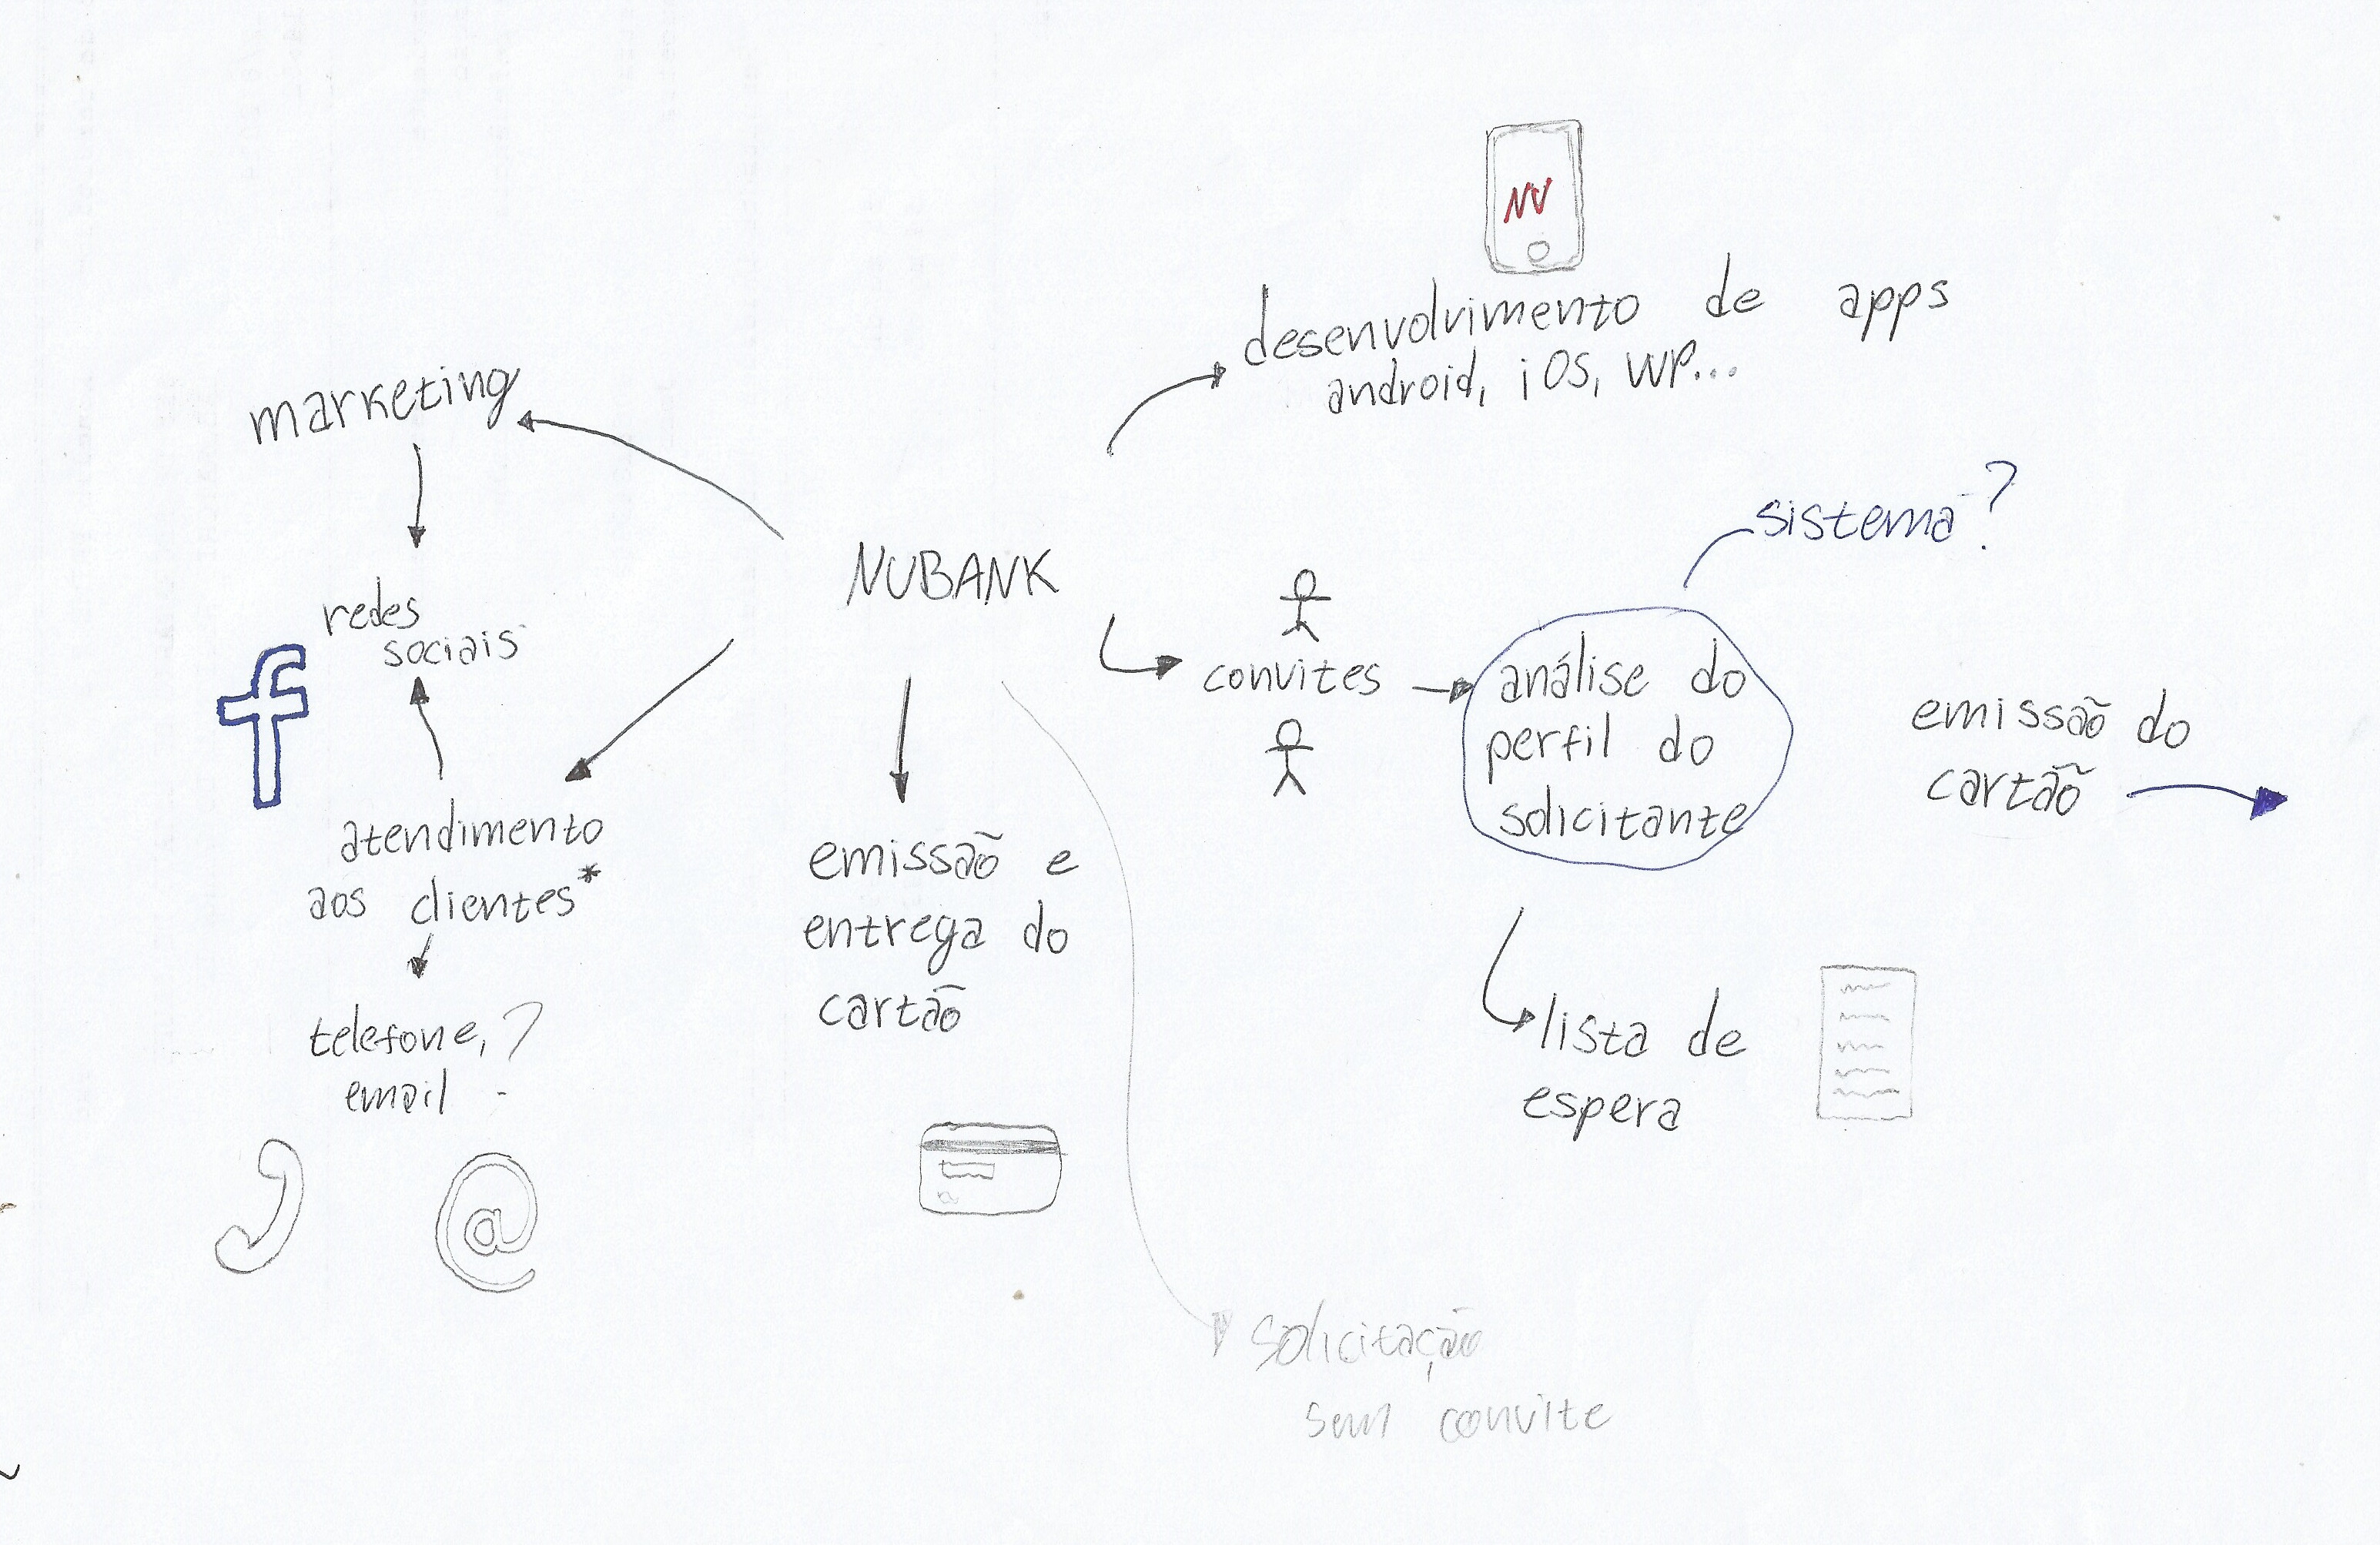 NU
desenvolvimento de apps
android, iOS, WP...
marketing
sistema?
NUBANK
redes
sociais
f
convites
análise do
perfil do
solicitante
emissão do
cartão
atendimento
aos clientes*
emissão e
entrega do
cartão
telefone,?
email
lista de
espera
@
solicitação
sem convite